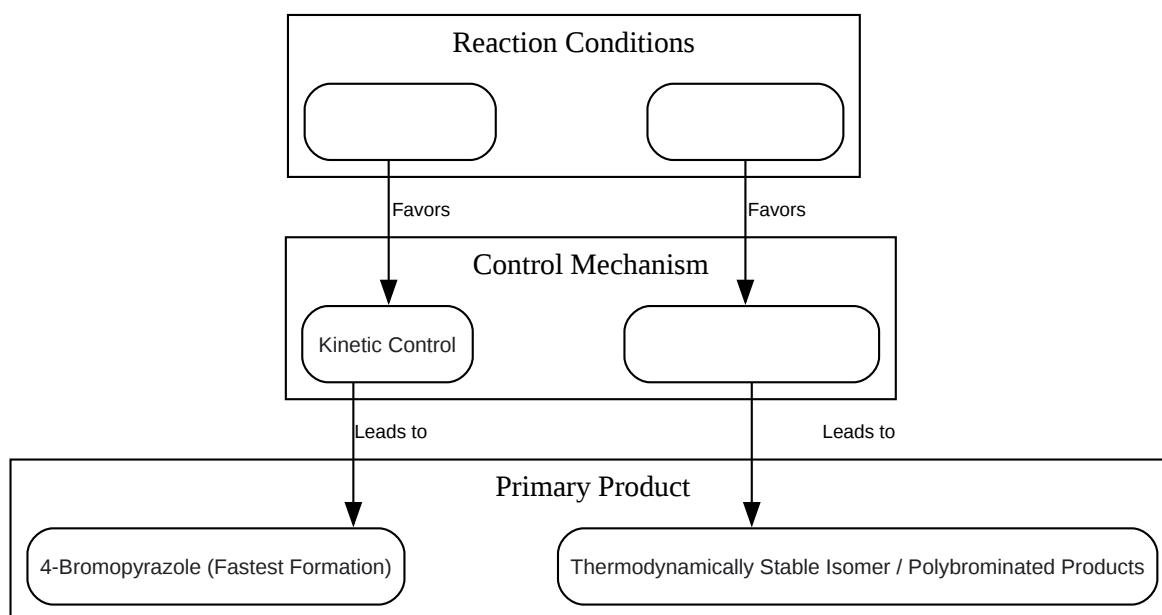 Reaction Conditions
Favors
Favors
Control Mechanism
Kinetic Control
Leads to
Leads to
Primary Product
4-Bromopyrazole (Fastest Formation)
Thermodynamically Stable Isomer / Polybrominated Products